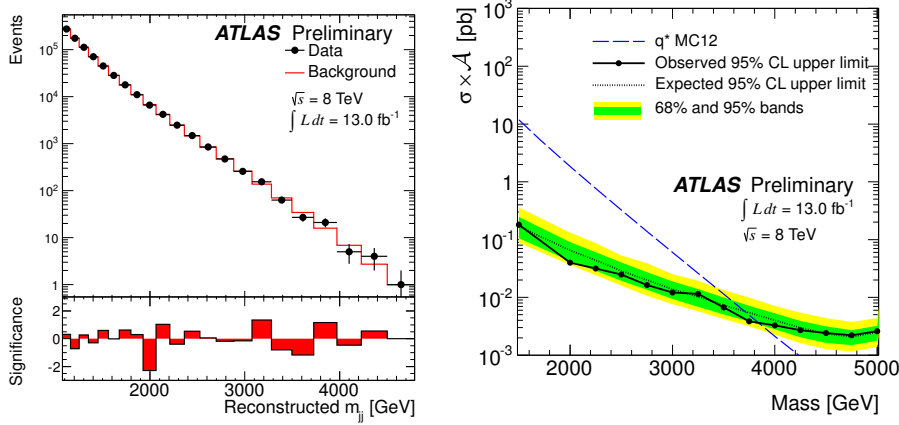 Events
10⁵
10⁴
10³
10²
10
1
ATLAS Preliminary
Data
Background
√s = 8 TeV
∫ L dt = 13.0 fb⁻¹
Significance
2
0
-2
2000 3000 4000
Reconstructed m_jj [GeV]
σ × 𝒜 [pb]
10³
10²
10
1
10⁻¹
10⁻²
10⁻³
q* MC12
Observed 95% CL upper limit
Expected 95% CL upper limit
68% and 95% bands
ATLAS Preliminary
∫ L dt = 13.0 fb⁻¹
√s = 8 TeV
2000 3000 4000 5000
Mass [GeV]